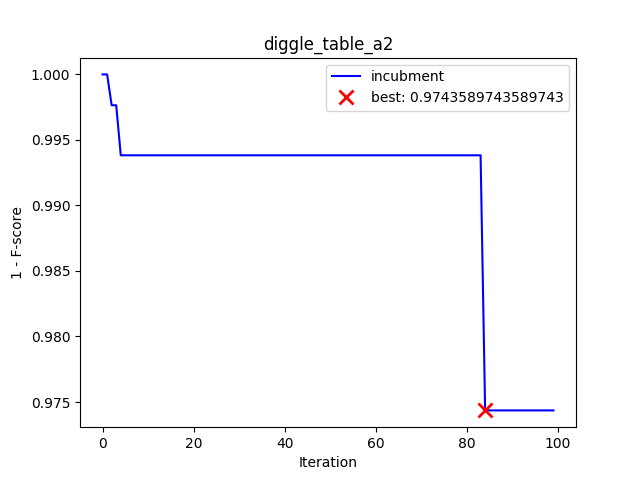 diggle_table_a2
incubment
best: 0.9743589743589743
1.000
0.995
0.990
0.985
0.980
0.975
1 - F-score
0 20 40 60 80 100
Iteration